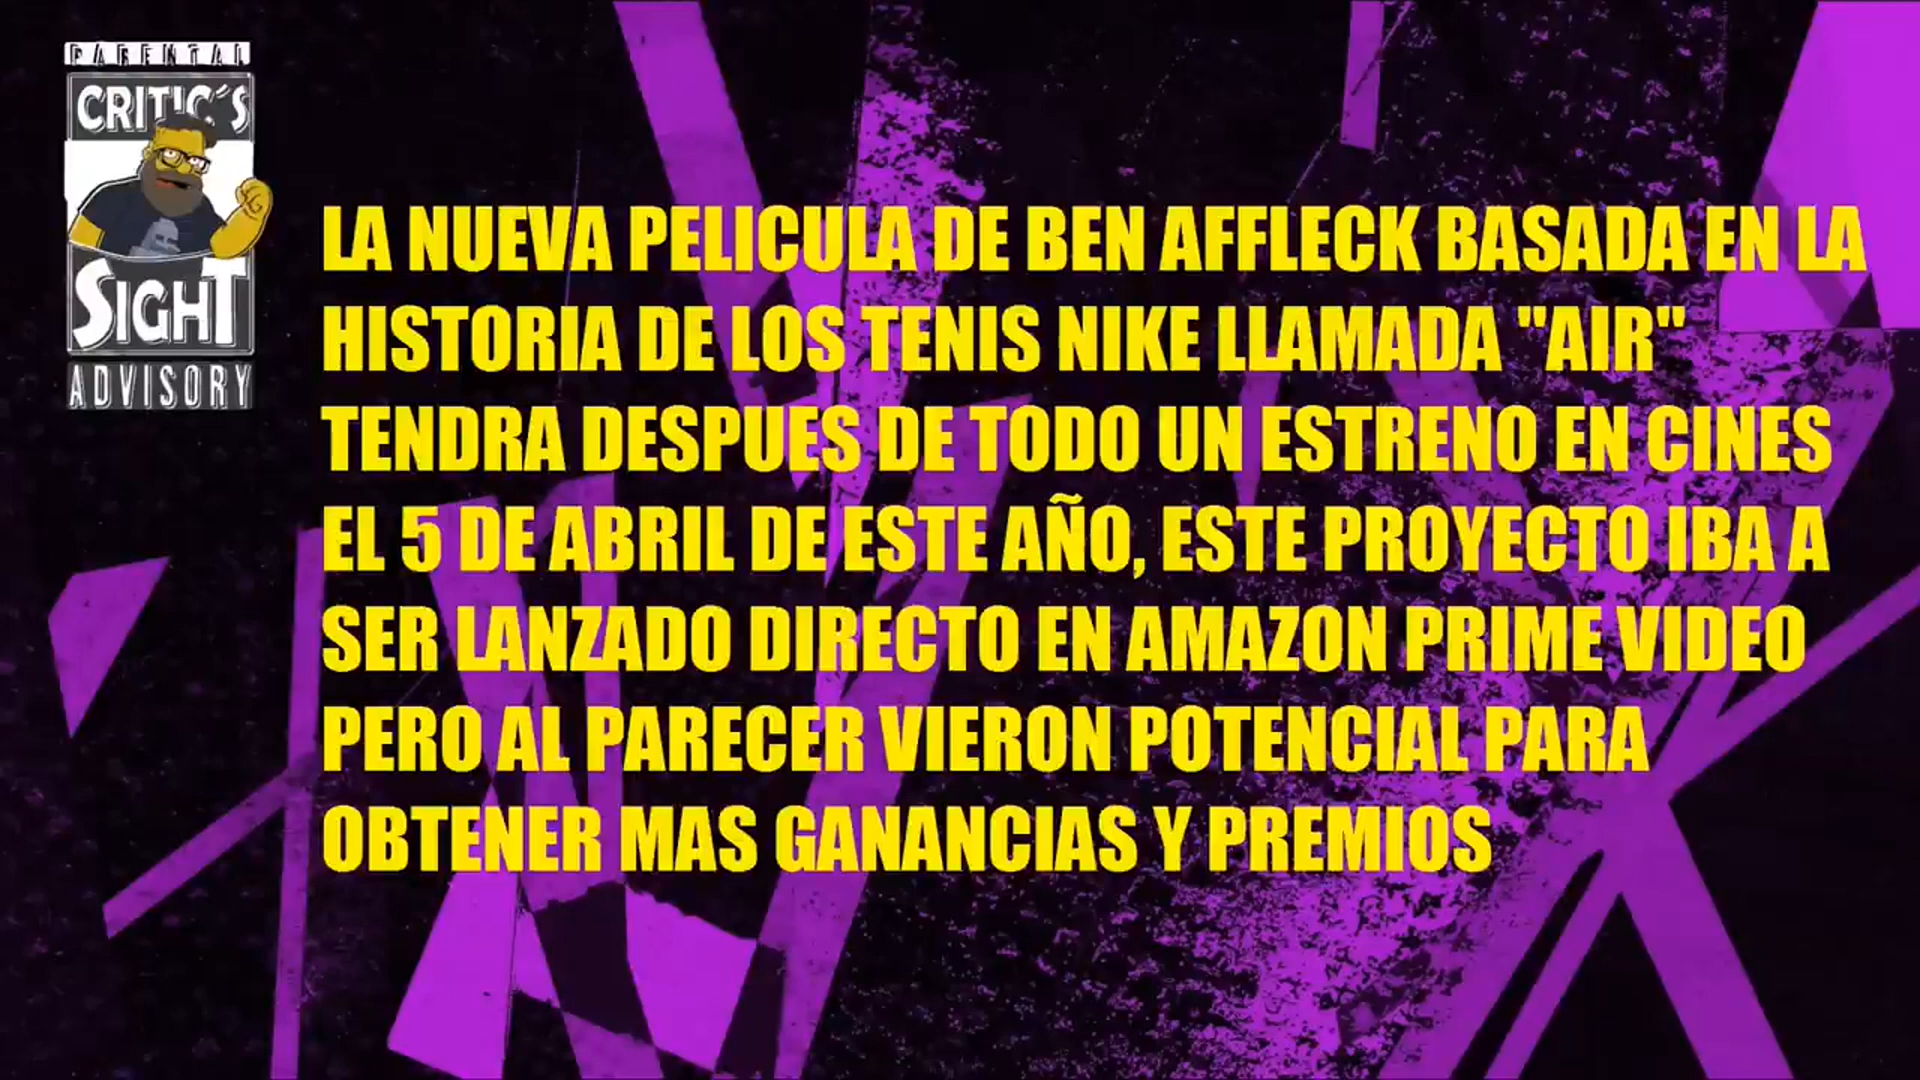 PARENTAL
CRITIC'S
SIGHT
ADVISORY
LA NUEVA PELICULA DE BEN AFFLECK BASADA EN LA
HISTORIA DE LOS TENIS NIKE LLAMADA "AIR"
TENDRA DESPUES DE TODO UN ESTRENO EN CINES
EL 5 DE ABRIL DE ESTE AÑO, ESTE PROYECTO IBA A
SER LANZADO DIRECTO EN AMAZON PRIME VIDEO
PERO AL PARECER VIERON POTENCIAL PARA
OBTENER MAS GANANCIAS Y PREMIOS